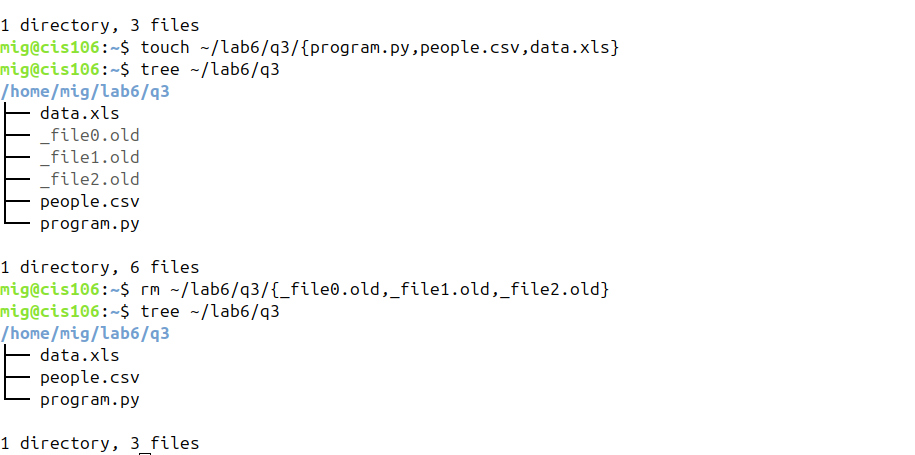 1 directory, 3 files
mig@cis106:~$ touch ~/lab6/q3/{program.py,people.csv,data.xls}
mig@cis106:~$ tree ~/lab6/q3
/home/mig/lab6/q3
├── data.xls
├── _file0.old
├── _file1.old
├── _file2.old
├── people.csv
└── program.py
1 directory, 6 files
mig@cis106:~$ rm ~/lab6/q3/{_file0.old,_file1.old,_file2.old}
mig@cis106:~$ tree ~/lab6/q3
/home/mig/lab6/q3
├── data.xls
├── people.csv
└── program.py
1 directory, 3 files